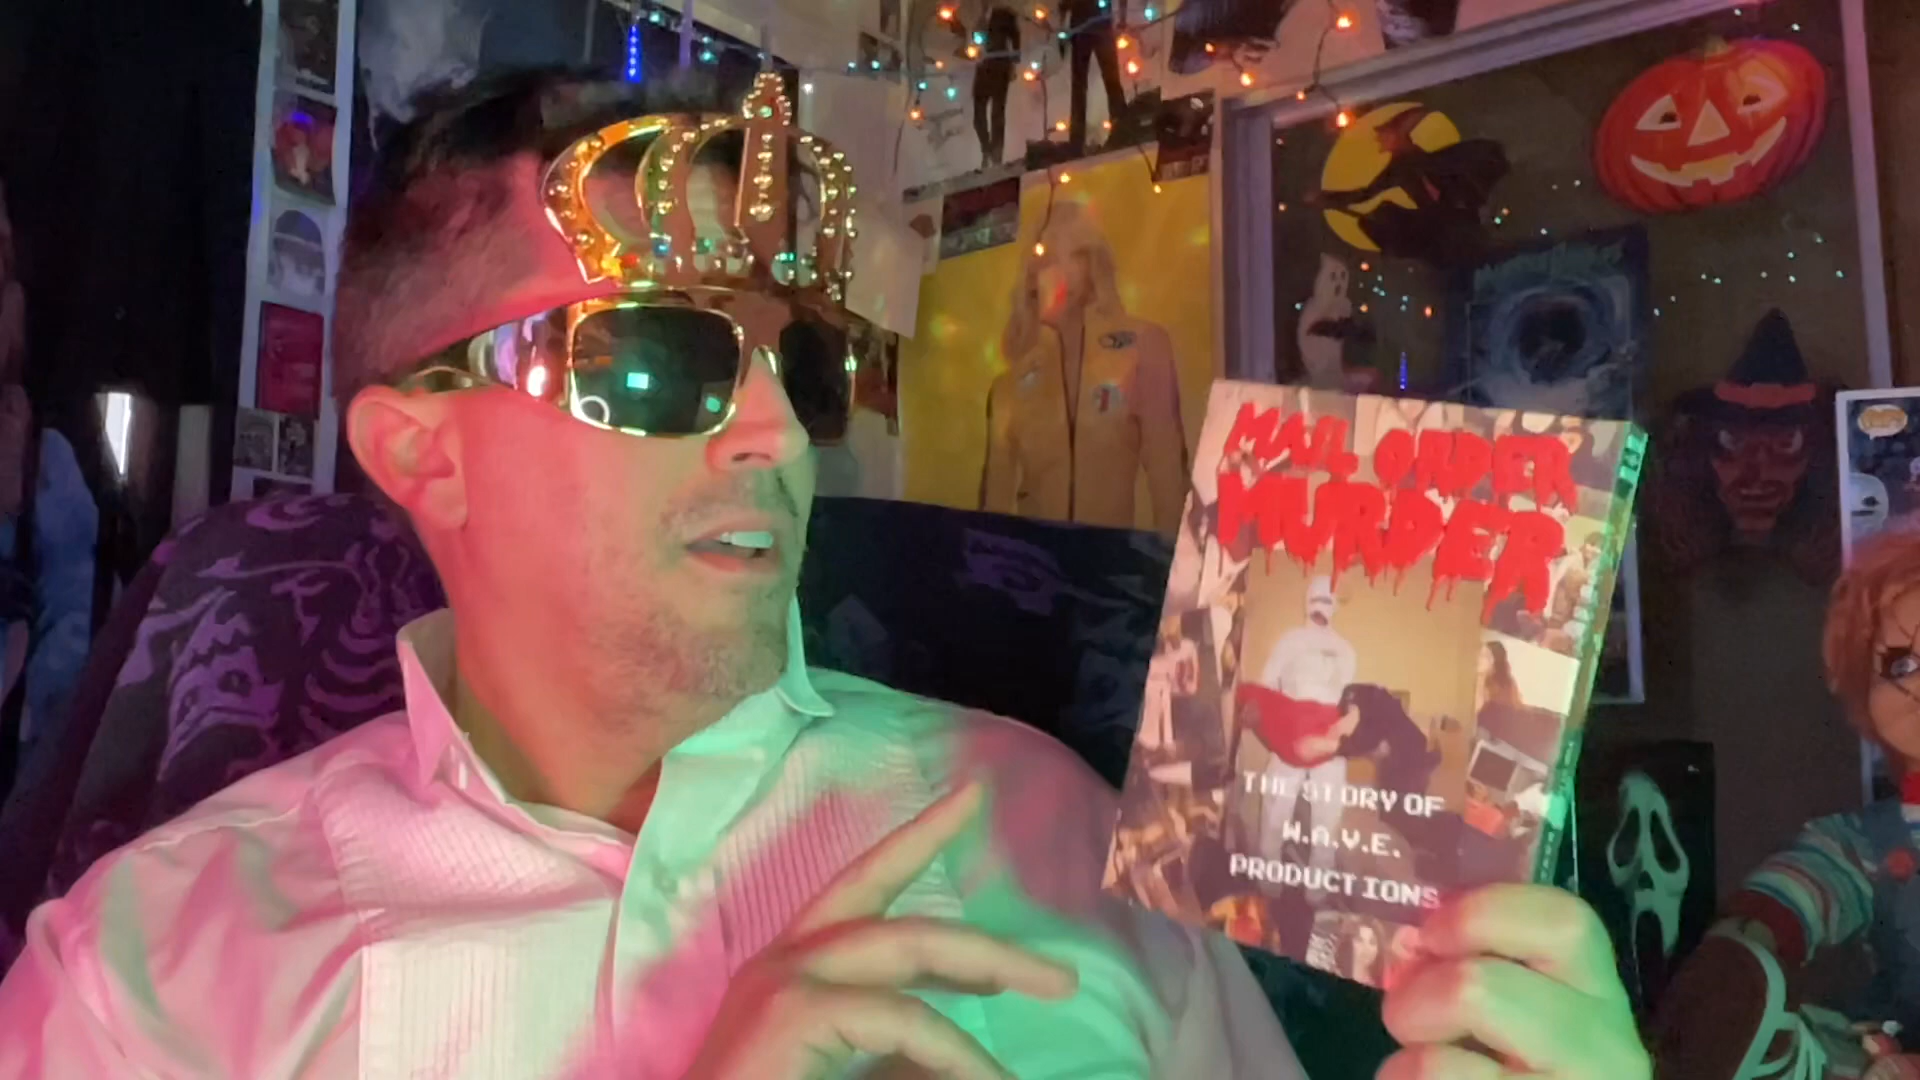 MAIL ORDER
MURDER
THE STORY OF
W.A.V.E.
PRODUCTIONS